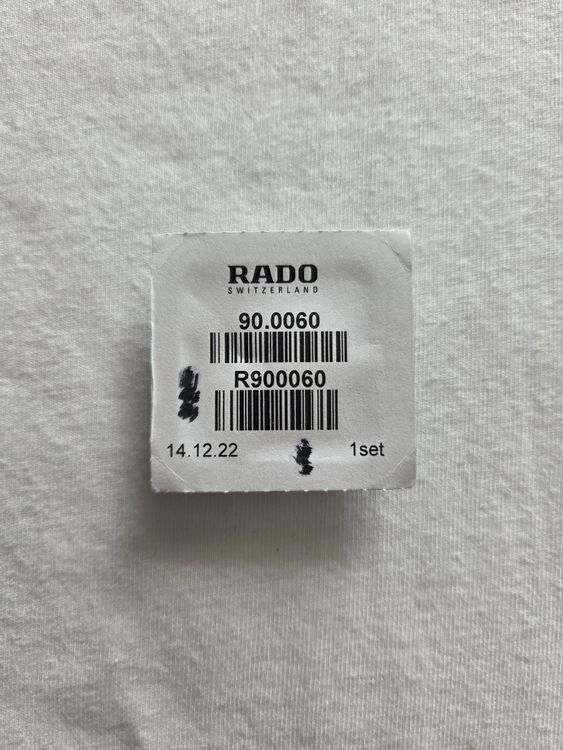 RADO
SWITZERLAND
90.0060
R900060
14.12.22 1set